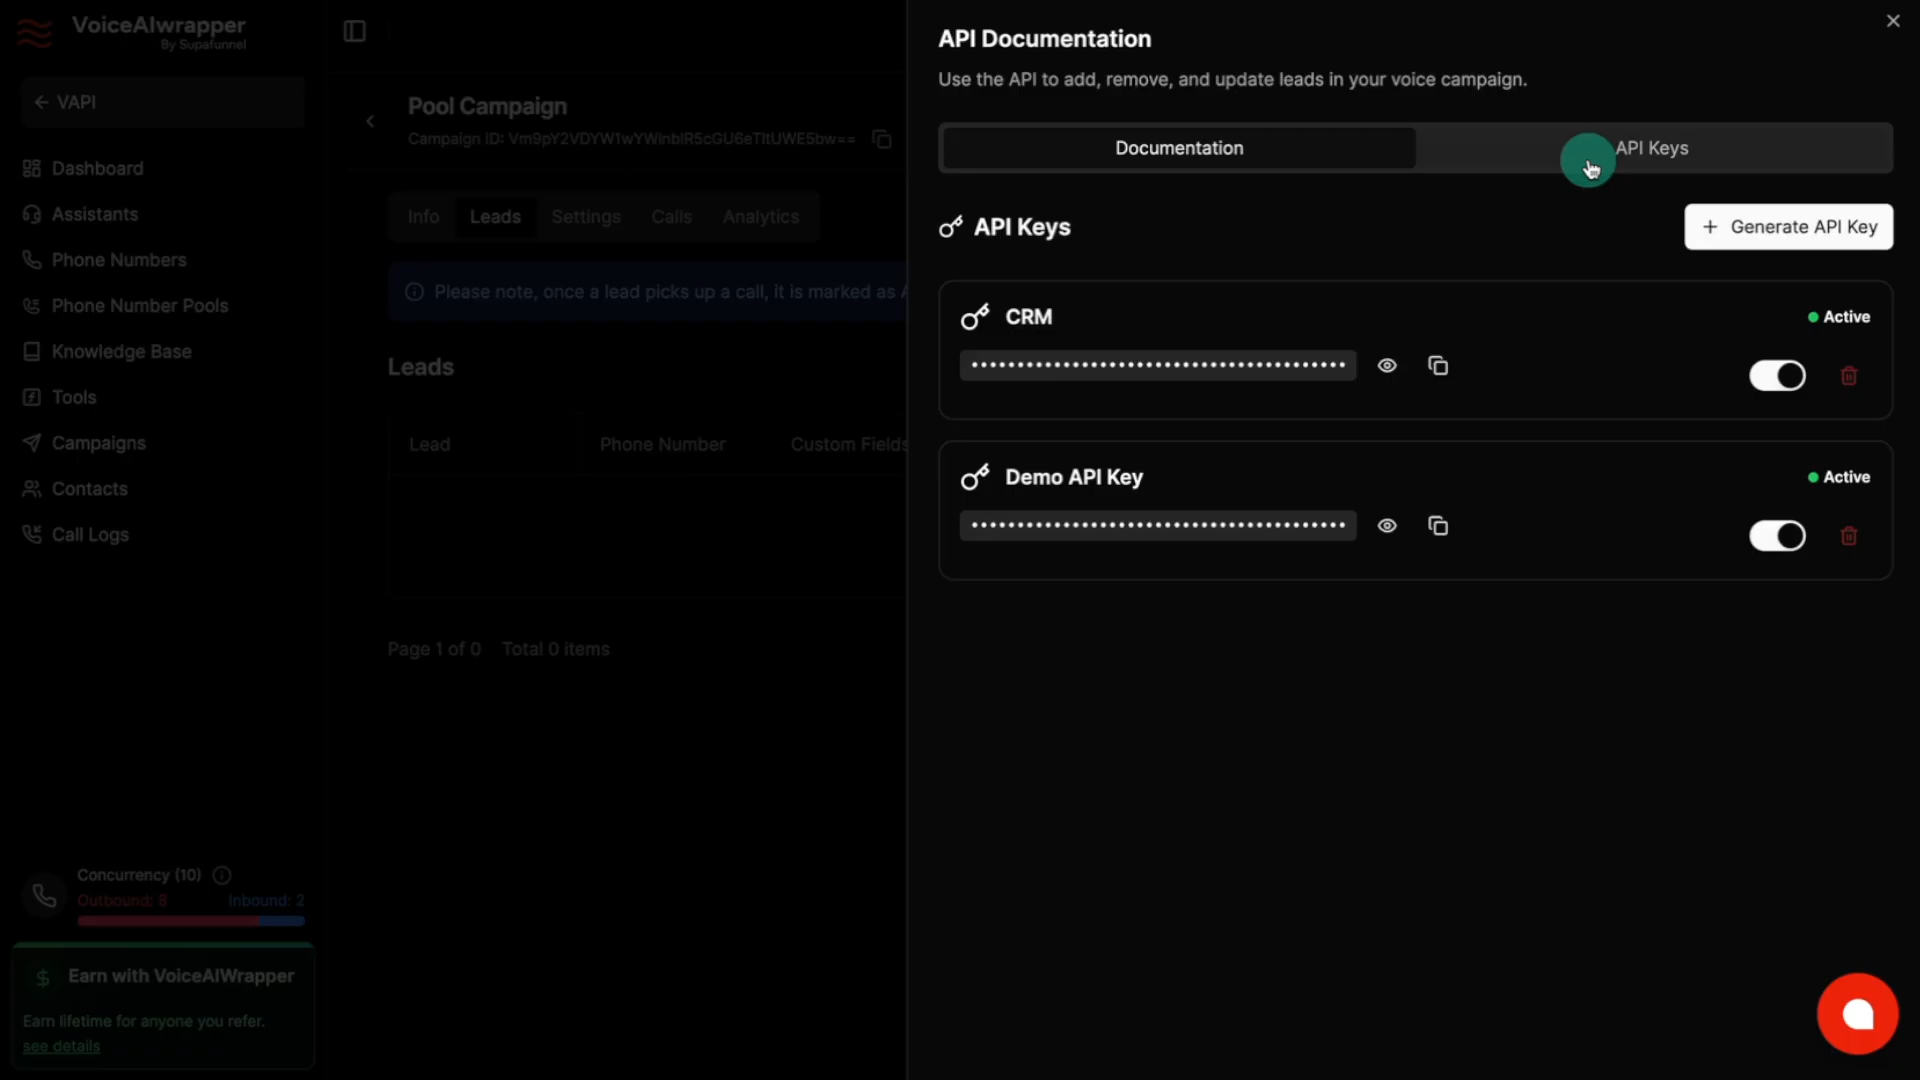 VoiceAIwrapper
By Supafunnel
VAPI
Dashboard
Assistants
Phone Numbers
Phone Number Pools
Knowledge Base
Tools
Campaigns
Contacts
Call Logs
Concurrency (10)
Outbound: 8 Inbound: 2
Earn with VoiceAIWrapper
Earn lifetime for anyone you refer.
see details
Pool Campaign
Campaign ID:
Info Leads Settings Calls Analytics
Please note, once a lead picks up a call, it is marked as
Leads
Lead Phone Number Custom Fields
Page 1 of 0 Total 0 items
API Documentation
Use the API to add, remove, and update leads in your voice campaign.
Documentation API Keys
API Keys
+ Generate API Key
CRM
Active
Demo API Key
Active